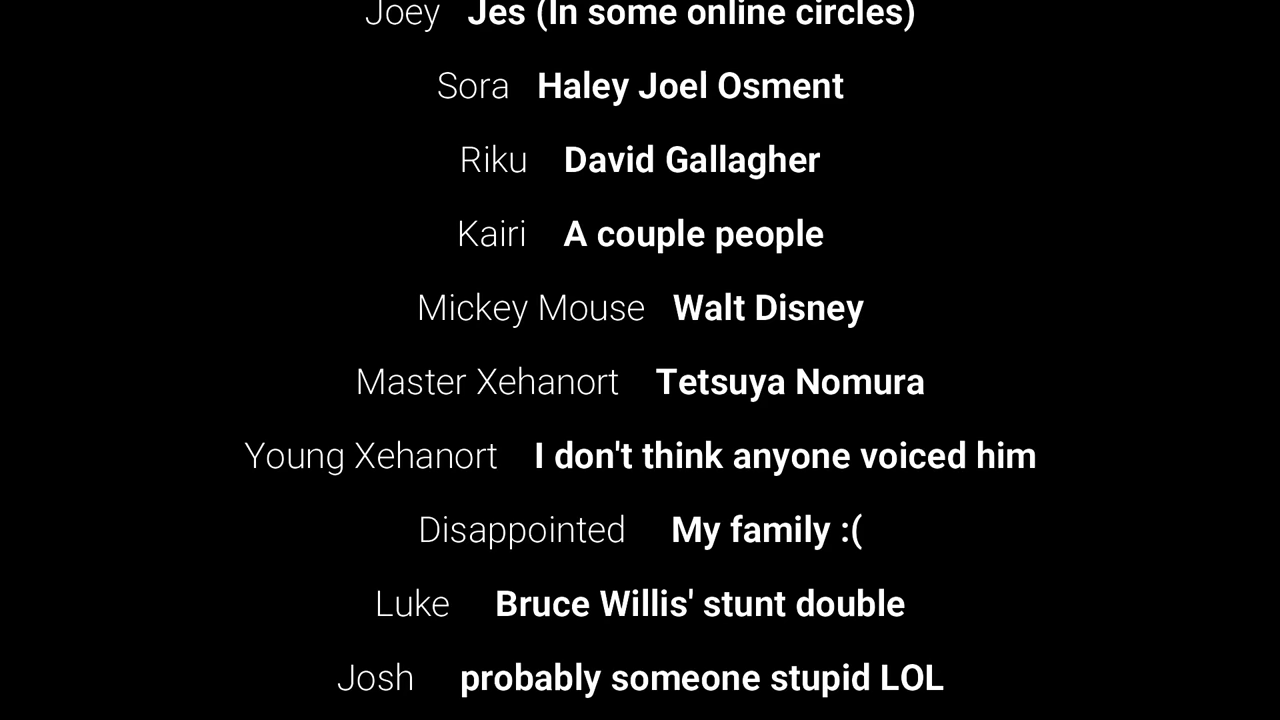 Joey Jes (In some online circles)
Sora Haley Joel Osment
Riku David Gallagher
Kairi A couple people
Mickey Mouse Walt Disney
Master Xehanort Tetsuya Nomura
Young Xehanort I don't think anyone voiced him
Disappointed My family :(
Luke Bruce Willis' stunt double
Josh probably someone stupid LOL